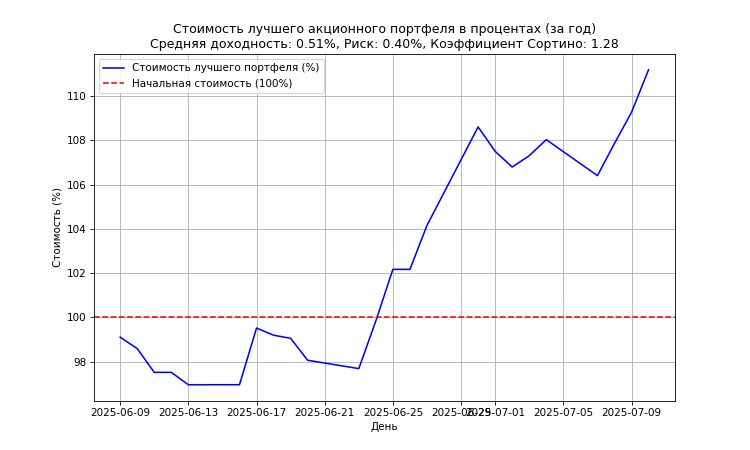 Стоимость лучшего акционного портфеля в процентах (за год)
Средняя доходность: 0.51%, Риск: 0.40%, Коэффициент Сортино: 1.28
Стоимость лучшего портфеля (%)
Начальная стоимость (100%)
Стоимость (%)
110
108
106
104
102
100
98
2025-06-09 2025-06-13 2025-06-17 2025-06-21 2025-06-25 2025-06-29 2025-07-01 2025-07-05 2025-07-09
День